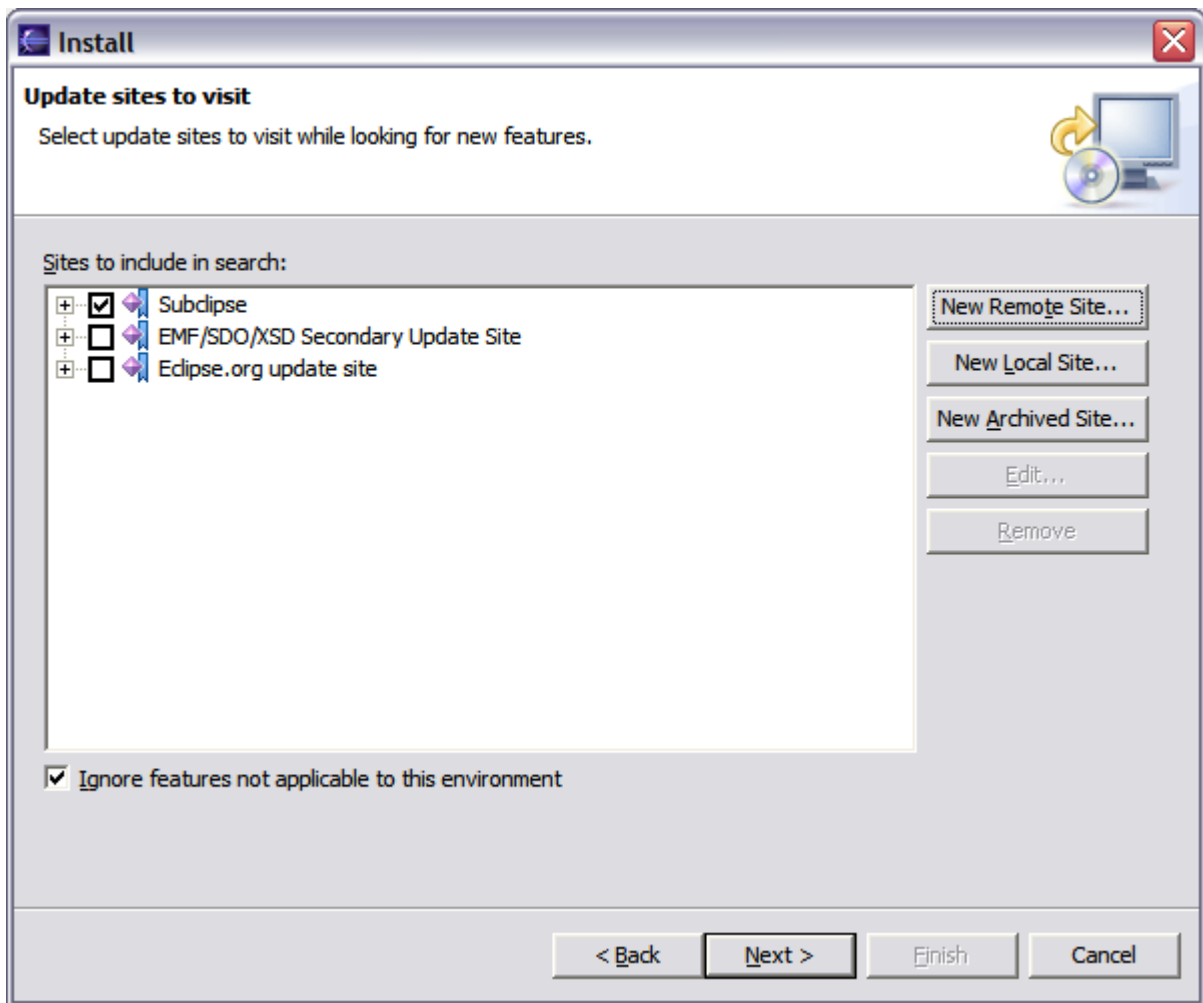 Install
Update sites to visit
Select update sites to visit while looking for new features.
Sites to include in search:
Subclipse
EMF/SDO/XSD Secondary Update Site
Eclipse.org update site
New Remote Site...
New Local Site...
New Archived Site...
Edit...
Remove
Ignore features not applicable to this environment
< Back
Next >
Finish
Cancel